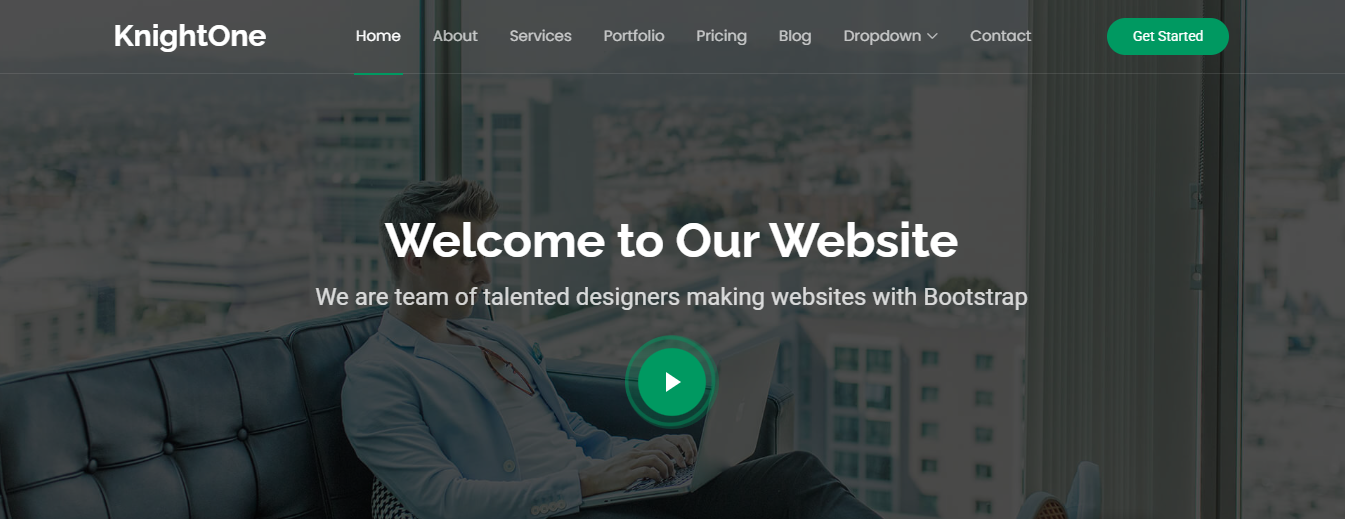 KnightOne
Home About Services Portfolio Pricing Blog Dropdown Contact
Get Started
Welcome to Our Website
We are team of talented designers making websites with Bootstrap